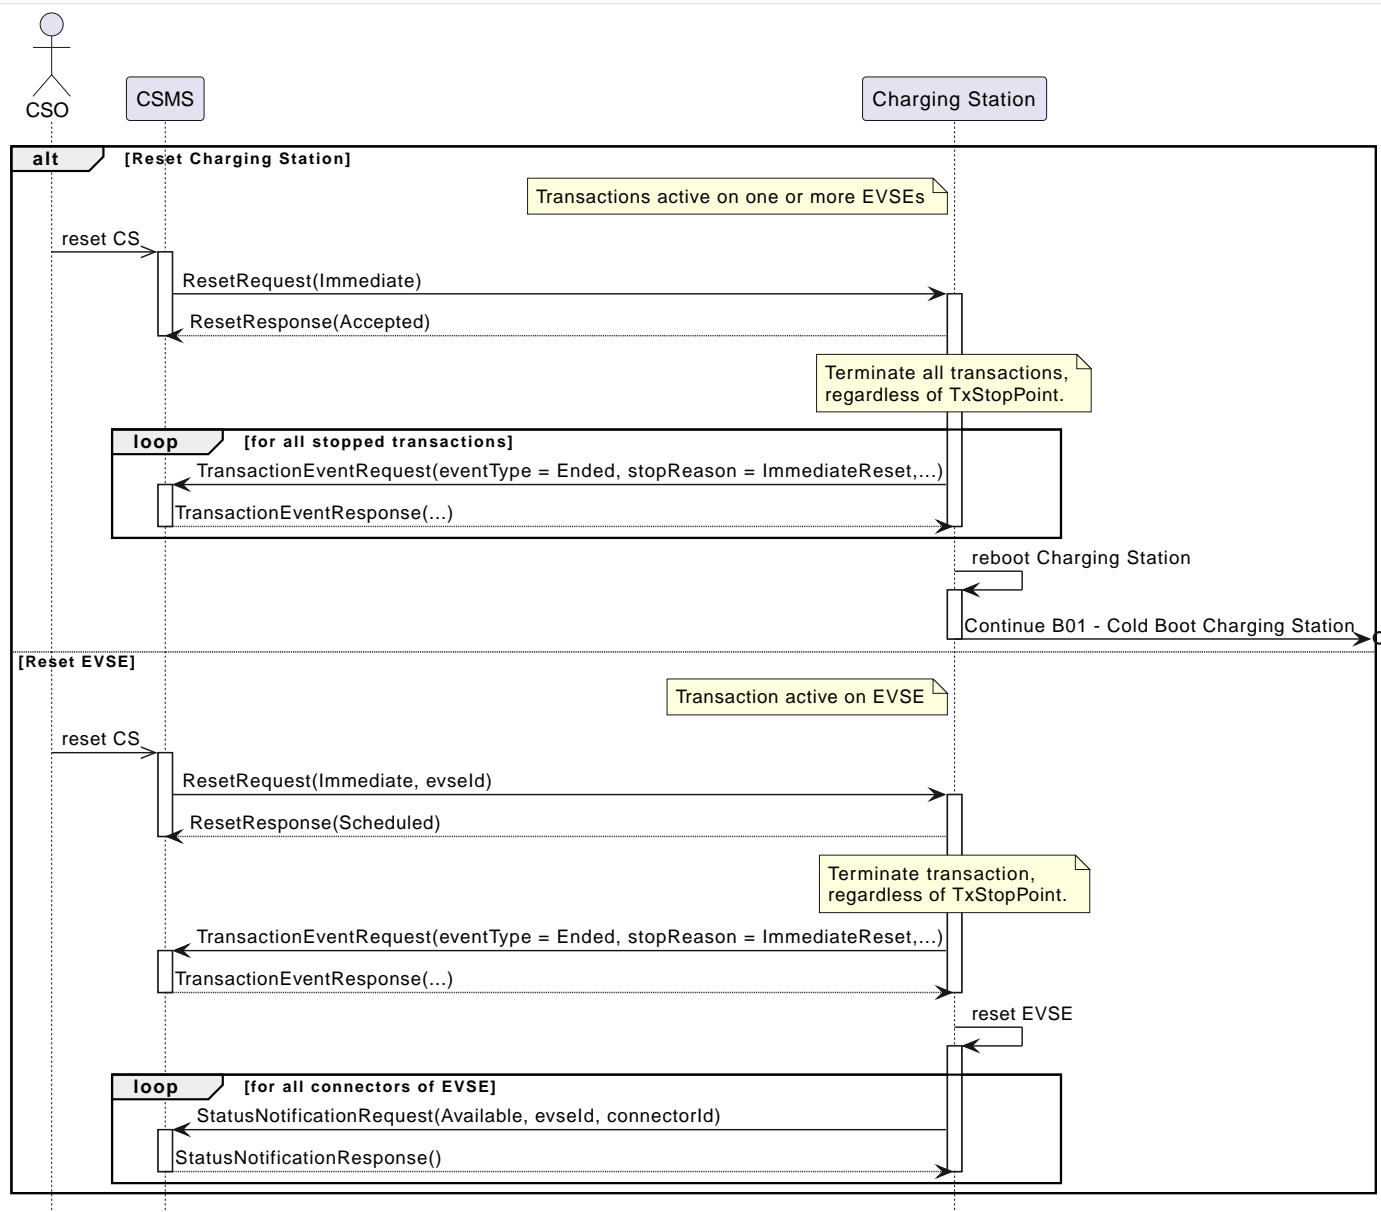 CSO
CSMS
Charging Station
alt
[Reset Charging Station]
Transactions active on one or more EVSEs
reset CS
ResetRequest(Immediate)
ResetResponse(Accepted)
Terminate all transactions,
regardless of TxStopPoint.
loop
[for all stopped transactions]
TransactionEventRequest(eventType = Ended, stopReason = ImmediateReset,...)
TransactionEventResponse(...)
reboot Charging Station
Continue B01 - Cold Boot Charging Station
[Reset EVSE]
Transaction active on EVSE
reset CS
ResetRequest(Immediate, evseId)
ResetResponse(Scheduled)
Terminate transaction,
regardless of TxStopPoint.
TransactionEventRequest(eventType = Ended, stopReason = ImmediateReset,...)
TransactionEventResponse(...)
reset EVSE
loop
[for all connectors of EVSE]
StatusNotificationRequest(Available, evseId, connectorId)
StatusNotificationResponse()